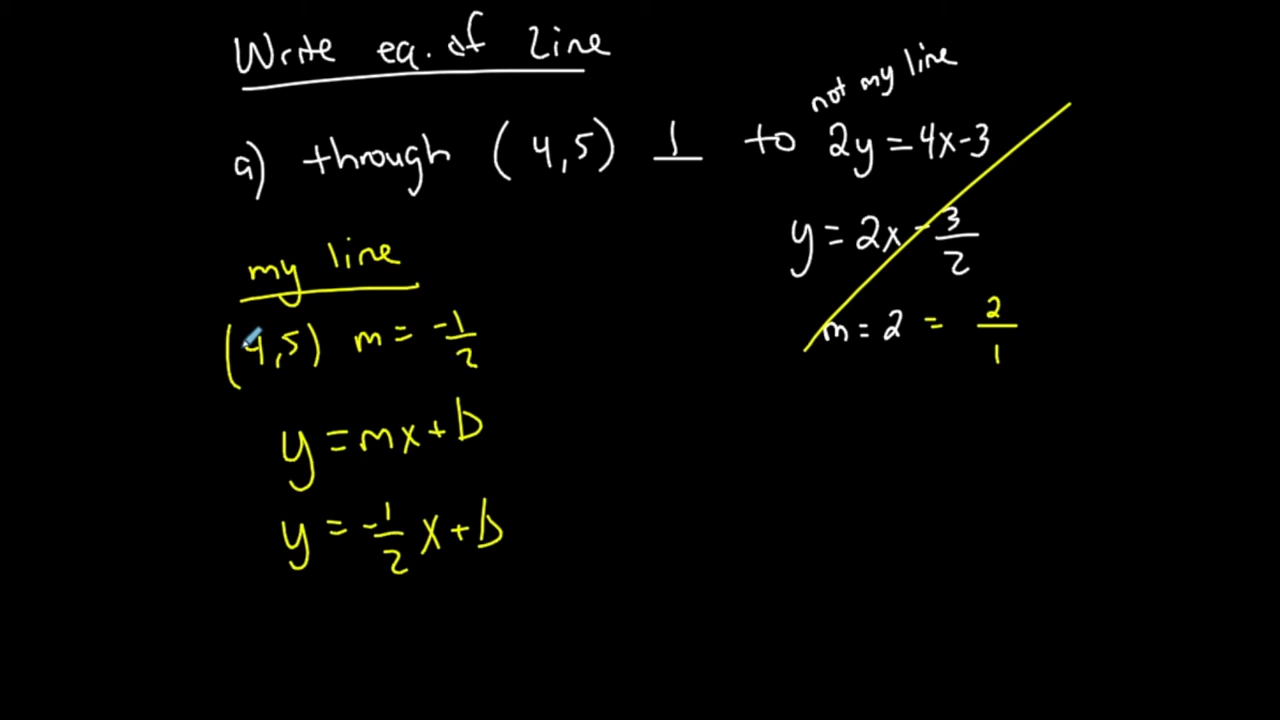 Write eq. of Line
not my line
a) through (4,5) ⊥ to 2y = 4x-3
y = 2x - 3/2
m = 2 = 2/1
my line
(4,5) m = -1/2
y = mx + b
y = -1/2 x + b